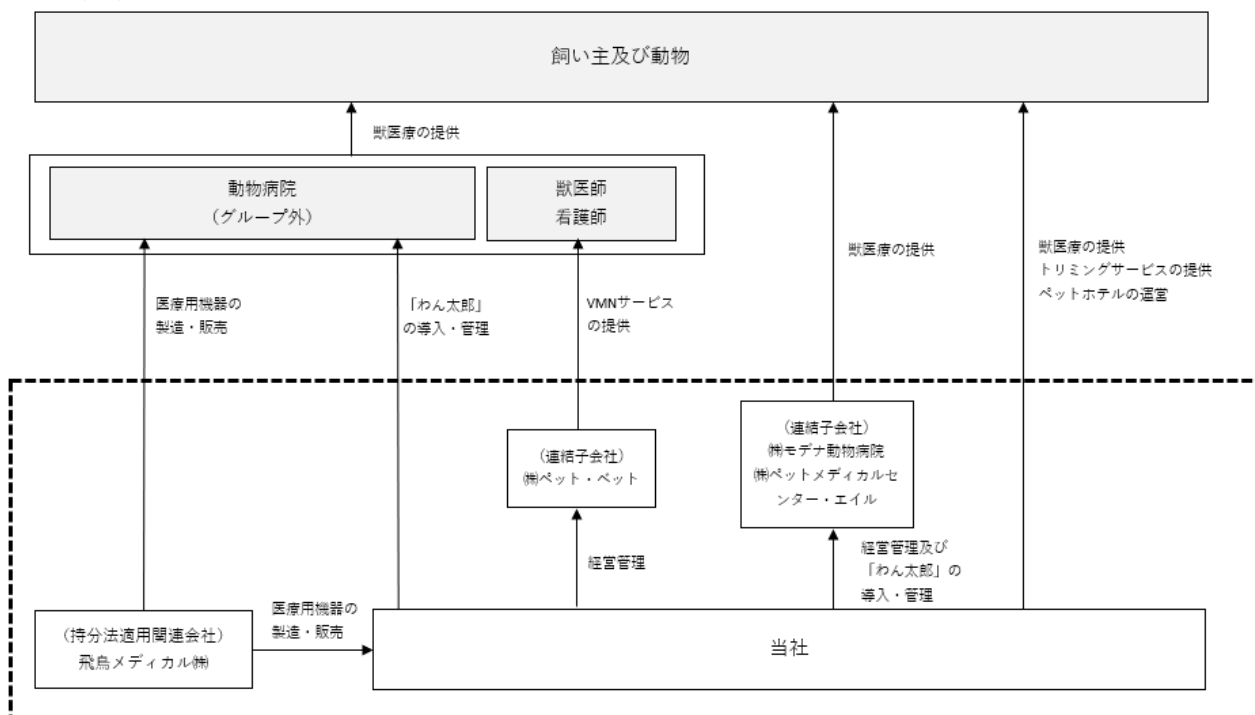 飼い主及び動物
獣医療の提供
動物病院
（グループ外）
獣医師
看護師
獣医療の提供
獣医療の提供
トリミングサービスの提供
ペットホテルの運営
医療用機器の
製造・販売
「わん太郎」
の導入・管理
VMNサービス
の提供
（連結子会社）
㈱ペット・ベット
（連結子会社）
㈱モデナ動物病院
㈱ペットメディカルセ
ンター・エイル
経営管理
経営管理及び
「わん太郎」の
導入・管理
（持分法適用関連会社）
飛鳥メディカル㈱
医療用機器の
製造・販売
当社